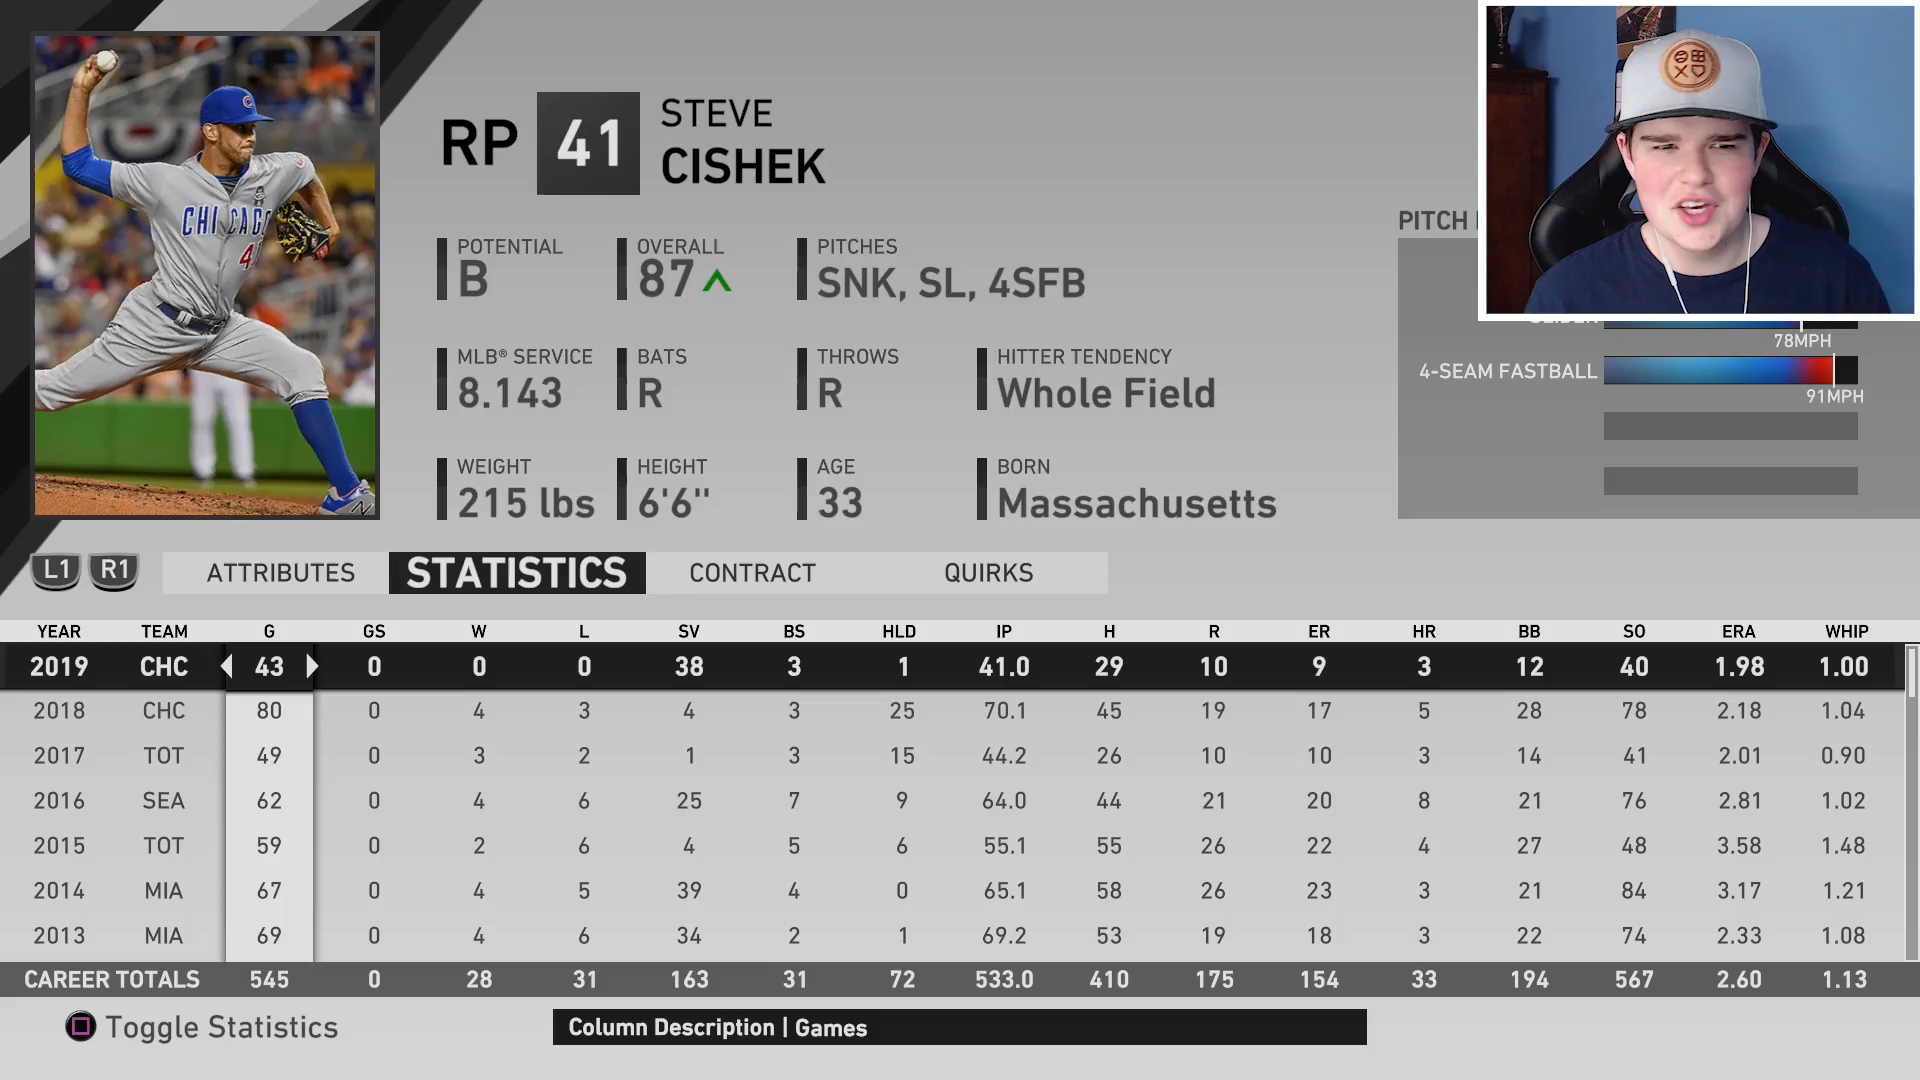 RP 41 STEVE CISHEK
POTENTIAL OVERALL PITCHES
B 87 SNK, SL, 4SFB
MLB® SERVICE BATS THROWS HITTER TENDENCY
8.143 R R Whole Field
WEIGHT HEIGHT AGE BORN
215 lbs 6'6" 33 Massachusetts
CHICAGO
PITCH
78MPH
4-SEAM FASTBALL
91MPH
L1 R1 ATTRIBUTES STATISTICS CONTRACT QUIRKS
YEAR TEAM G GS W L SV BS HLD IP H R ER HR BB SO ERA WHIP
2019 CHC 43 0 0 0 38 3 1 41.0 29 10 9 3 12 40 1.98 1.00
2018 CHC 80 0 4 3 4 3 25 70.1 45 19 17 5 28 78 2.18 1.04
2017 TOT 49 0 3 2 1 3 15 44.2 26 10 10 3 14 41 2.01 0.90
2016 SEA 62 0 4 6 25 7 9 64.0 44 21 20 8 21 76 2.81 1.02
2015 TOT 59 0 2 6 4 5 6 55.1 55 26 22 4 27 48 3.58 1.48
2014 MIA 67 0 4 5 39 4 0 65.1 58 26 23 3 21 84 3.17 1.21
2013 MIA 69 0 4 6 34 2 1 69.2 53 19 18 3 22 74 2.33 1.08
CAREER TOTALS 545 0 28 31 163 31 72 533.0 410 175 154 33 194 567 2.60 1.13
Toggle Statistics
Column Description | Games